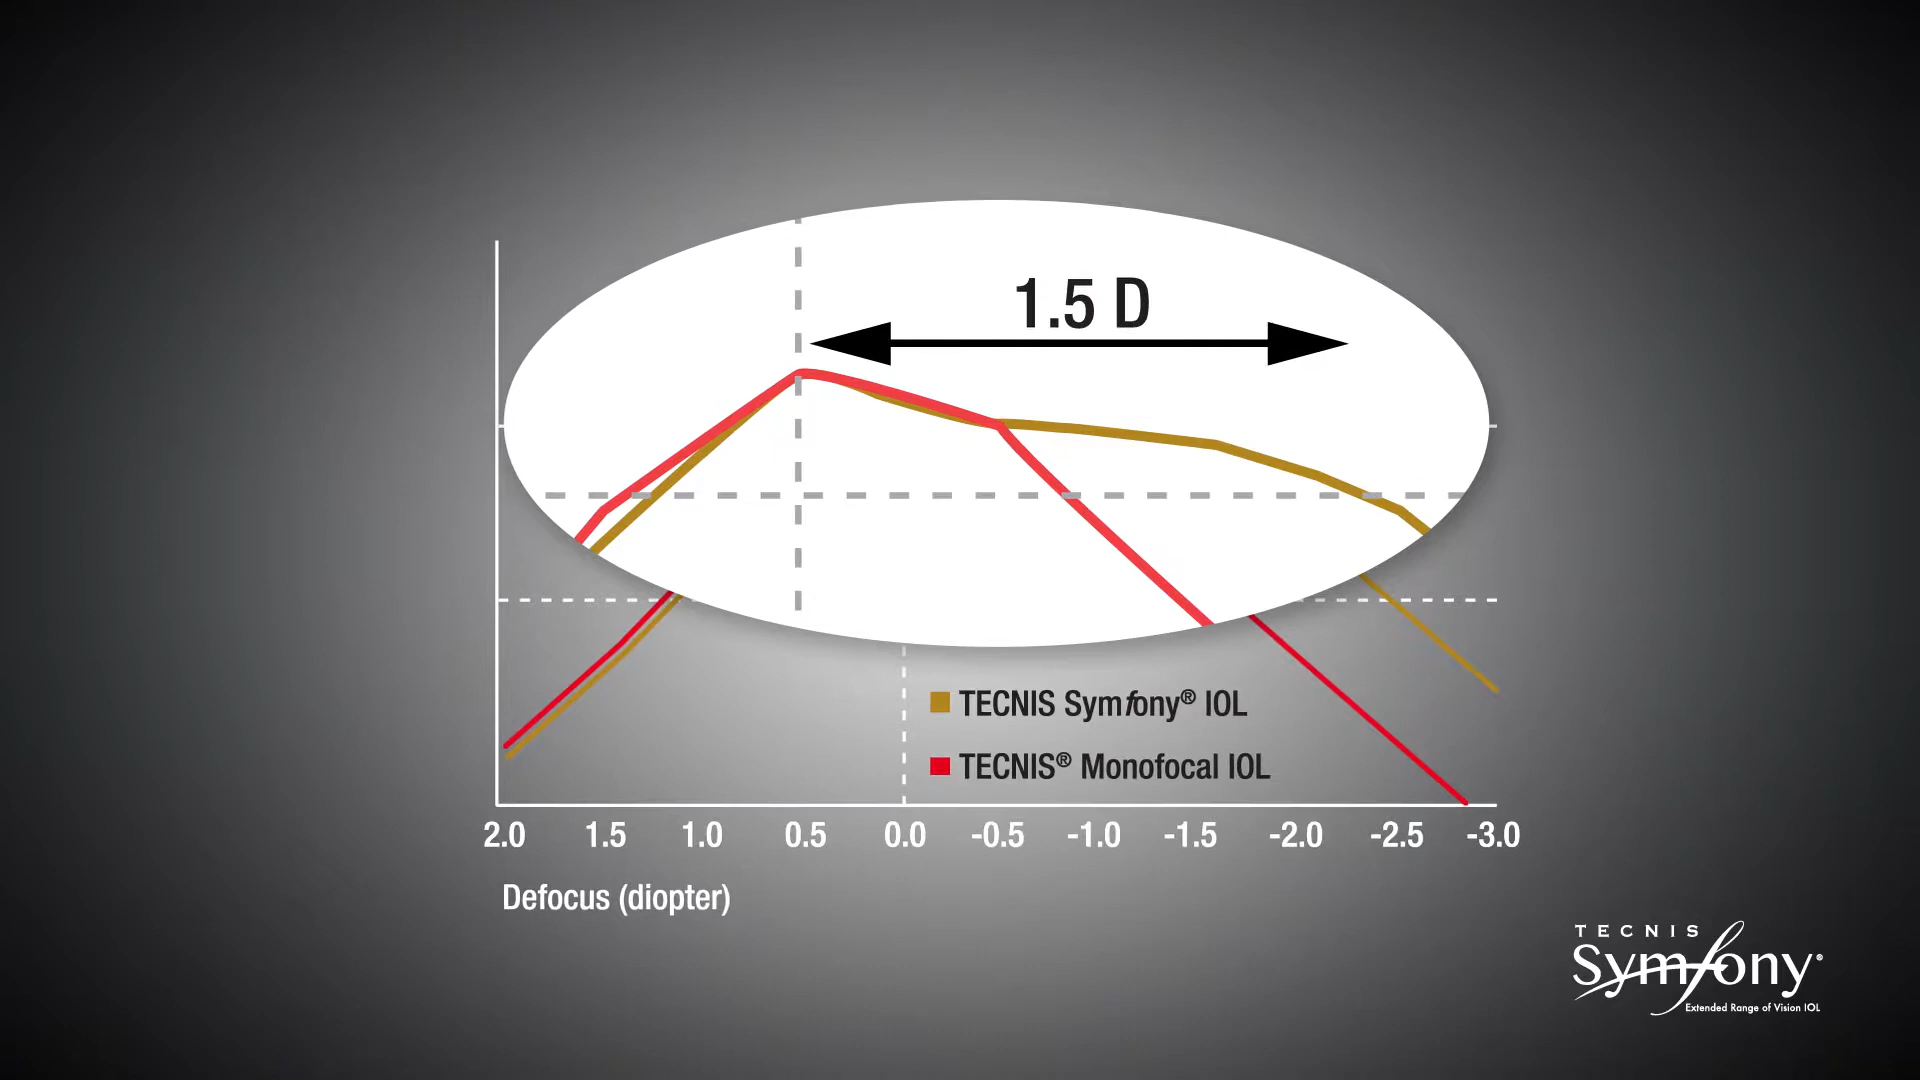 1.5 D
TECNIS Symfony® IOL
TECNIS® Monofocal IOL
2.0 1.5 1.0 0.5 0.0 -0.5 -1.0 -1.5 -2.0 -2.5 -3.0
Defocus (diopter)
TECNIS
Symfony®
Extended Range of Vision IOL